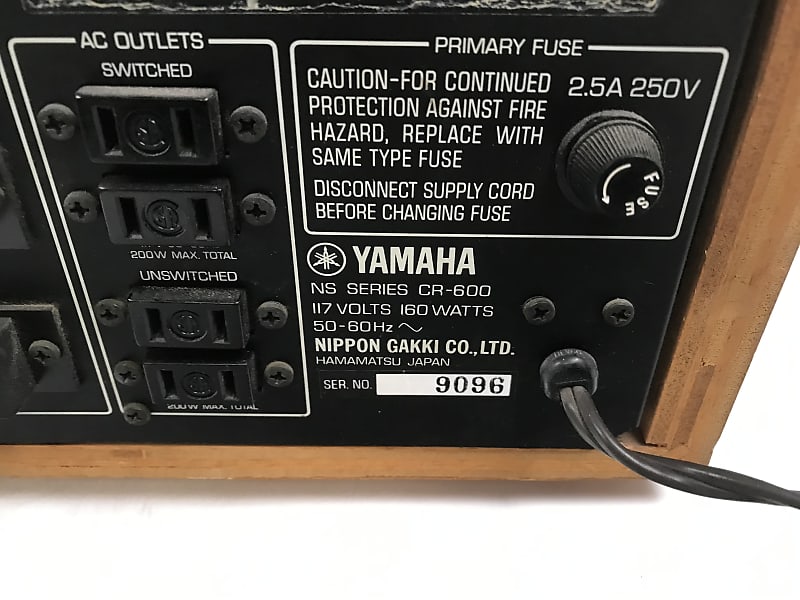 AC OUTLETS
SWITCHED
200W MAX. TOTAL
UNSWITCHED
200W MAX. TOTAL
PRIMARY FUSE
CAUTION-FOR CONTINUED
PROTECTION AGAINST FIRE
HAZARD, REPLACE WITH
SAME TYPE FUSE
DISCONNECT SUPPLY CORD
BEFORE CHANGING FUSE
2.5A 250V
FUSE
YAMAHA
NS SERIES CR-600
117 VOLTS 160 WATTS
50-60Hz ~
NIPPON GAKKI CO., LTD.
HAMAMATSU, JAPAN
SER. NO. 9096